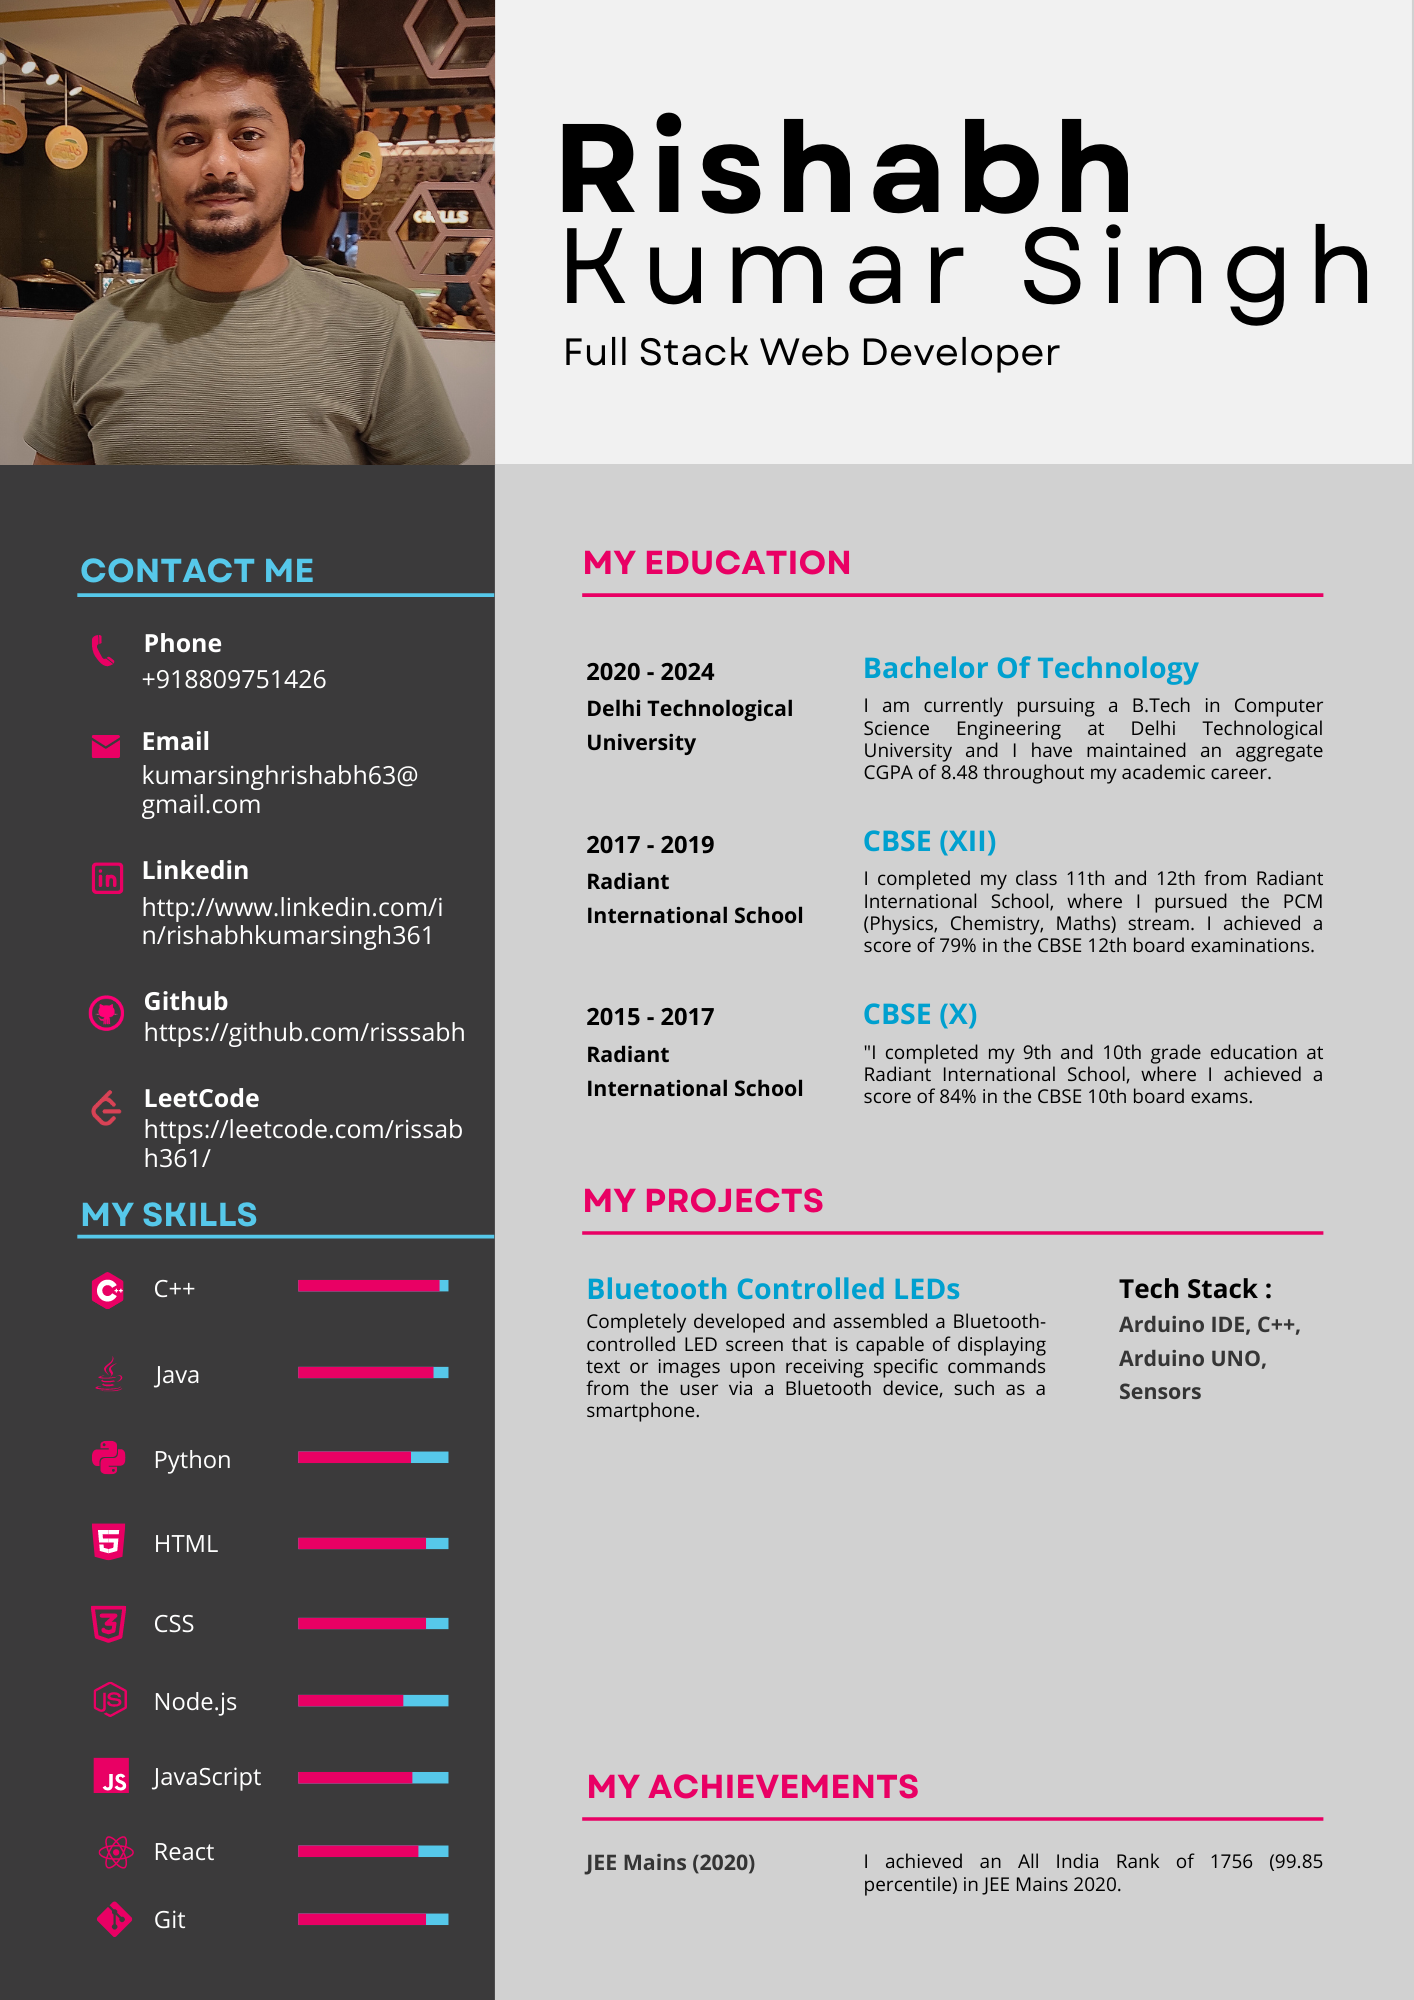 Rishabh
Kumar Singh
Full Stack Web Developer
CONTACT ME
Phone
+918809751426
Email
kumarsinghrishabh63@
gmail.com
Linkedin
http://www.linkedin.com/i
n/rishabhkumarsingh361
Github
https://github.com/risssabh
LeetCode
https://leetcode.com/rissab
h361/
MY SKILLS
C++
Java
Python
HTML
CSS
Node.js
JS
JavaScript
React
Git
MY EDUCATION
2020 - 2024
Delhi Technological
University
Bachelor Of Technology
I am currently pursuing a B.Tech in Computer
Science Engineering at Delhi Technological
University and I have maintained an aggregate
CGPA of 8.48 throughout my academic career.
2017 - 2019
Radiant
International School
CBSE (XII)
I completed my class 11th and 12th from Radiant
International School, where I pursued the PCM
(Physics, Chemistry, Maths) stream. I achieved a
score of 79% in the CBSE 12th board examinations.
2015 - 2017
Radiant
International School
CBSE (X)
"I completed my 9th and 10th grade education at
Radiant International School, where I achieved a
score of 84% in the CBSE 10th board exams.
MY PROJECTS
Bluetooth Controlled LEDs
Completely developed and assembled a Bluetooth-
controlled LED screen that is capable of displaying
text or images upon receiving specific commands
from the user via a Bluetooth device, such as a
smartphone.
Tech Stack :
Arduino IDE, C++,
Arduino UNO,
Sensors
MY ACHIEVEMENTS
JEE Mains (2020)
I achieved an All India Rank of 1756 (99.85
percentile) in JEE Mains 2020.